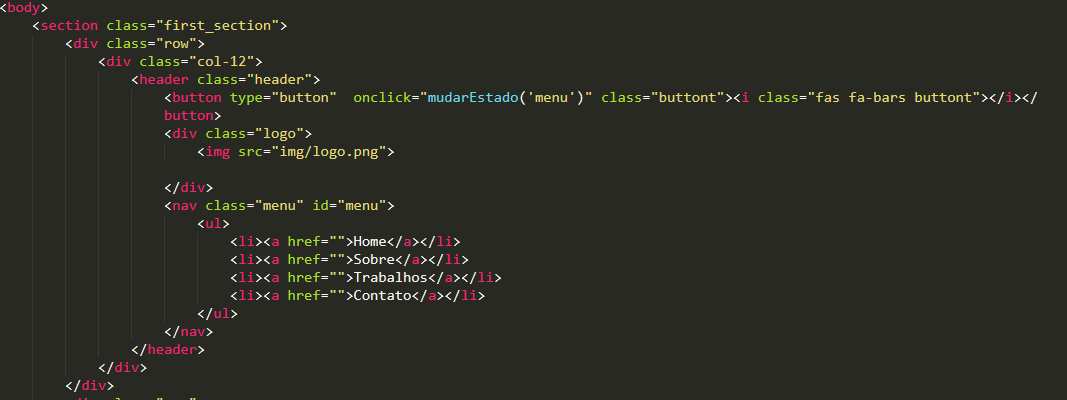 <body>
<section class="first_section">
<div class="row">
<div class="col-12">
<header class="header">
<button type="button"  onclick="mudarEstado('menu')" class="buttont"><i class="fas fa-bars buttont"></i></
button>
<div class="logo">
<img src="img/logo.png">
</div>
<nav class="menu" id="menu">
<ul>
<li><a href="">Home</a></li>
<li><a href="">Sobre</a></li>
<li><a href="">Trabalhos</a></li>
<li><a href="">Contato</a></li>
</ul>
</nav>
</header>
</div>
</div>